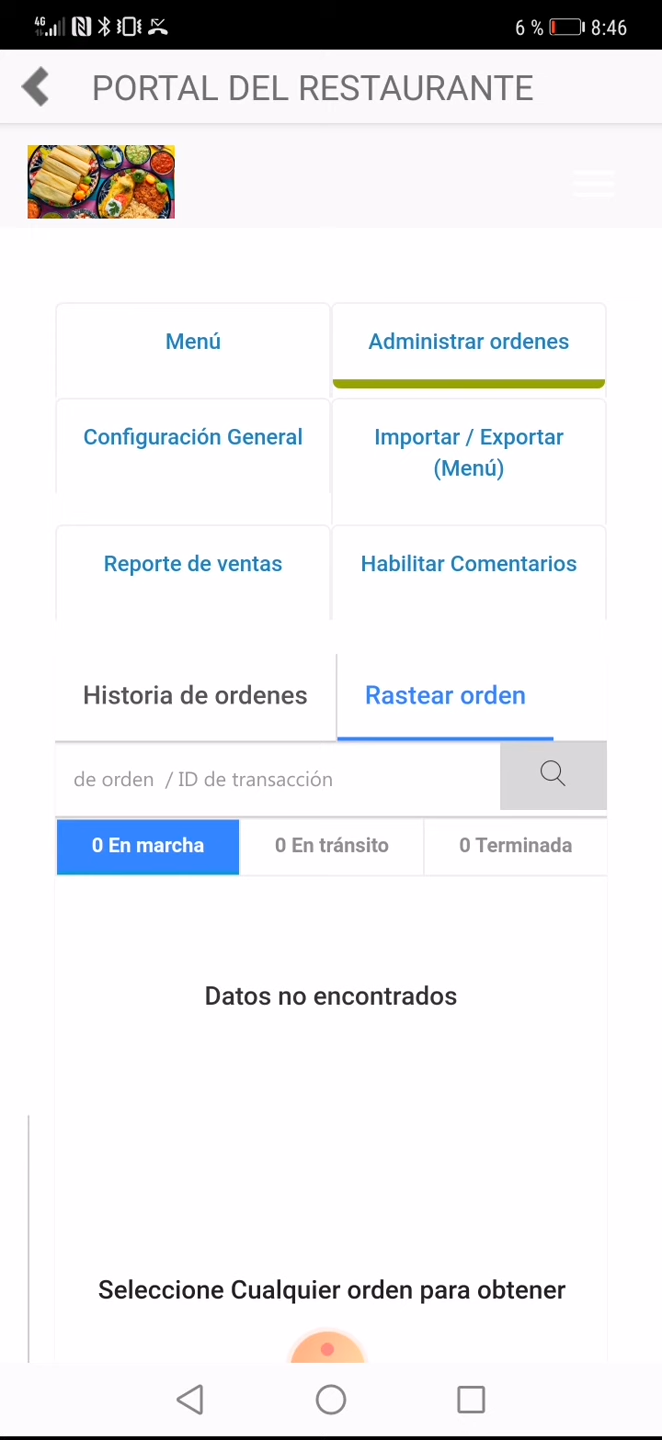 4G
6 % 8:46
PORTAL DEL RESTAURANTE
Menú
Administrar ordenes
Configuración General
Importar / Exportar
(Menú)
Reporte de ventas
Habilitar Comentarios
Historia de ordenes
Rastear orden
de orden / ID de transacción
0 En marcha
0 En tránsito
0 Terminada
Datos no encontrados
Seleccione Cualquier orden para obtener